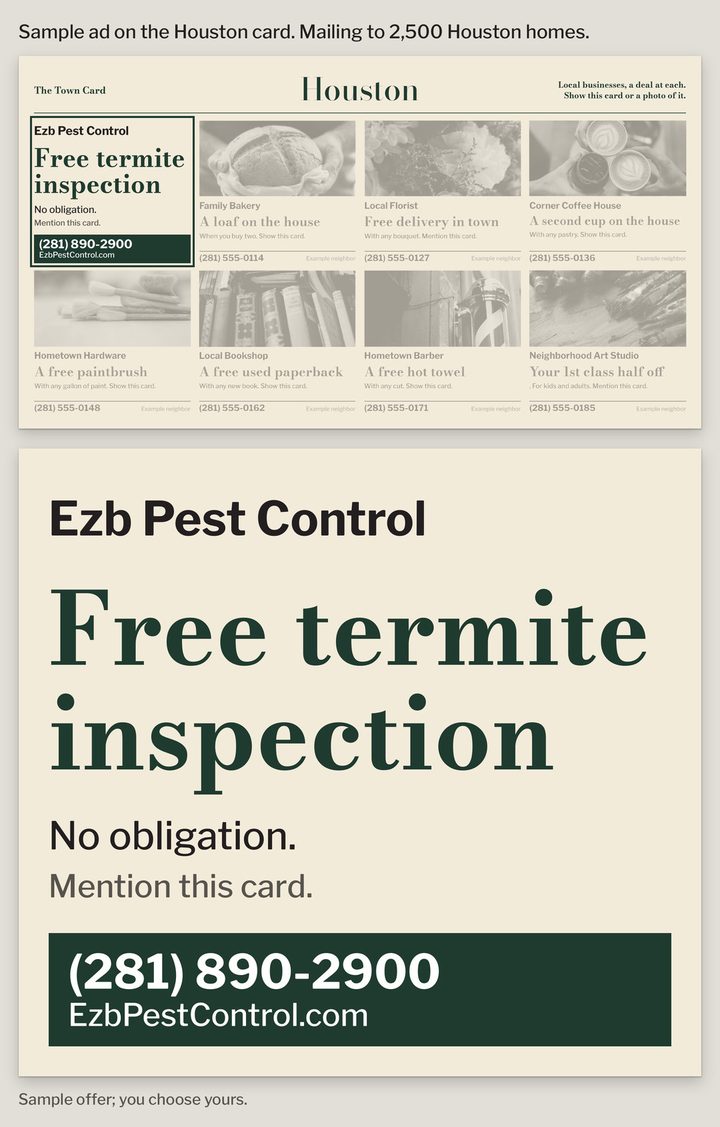 Sample ad on the Houston card. Mailing to 2,500 Houston homes.
The Town Card
Houston
Local businesses, a deal at each.
Show this card or a photo of it.
Ezb Pest Control
Free termite
inspection
No obligation.
Mention this card.
(281) 890-2900
EzbPestControl.com
Family Bakery
A loaf on the house
When you buy two. Show this card.
(281) 555-0114
Example neighbor
Local Florist
Free delivery in town
With any bouquet. Mention this card.
(281) 555-0127
Example neighbor
Corner Coffee House
A second cup on the house
With any pastry. Show this card.
(281) 555-0136
Example neighbor
Hometown Hardware
A free paintbrush
With any gallon of paint. Show this card.
(281) 555-0148
Example neighbor
Local Bookshop
A free used paperback
With any new book. Show this card.
(281) 555-0162
Example neighbor
Hometown Barber
A free hot towel
With any cut. Show this card.
(281) 555-0171
Example neighbor
Neighborhood Art Studio
Your 1st class half off
For kids and adults. Mention this card.
(281) 555-0185
Example neighbor
Ezb Pest Control
Free termite
inspection
No obligation.
Mention this card.
(281) 890-2900
EzbPestControl.com
Sample offer; you choose yours.